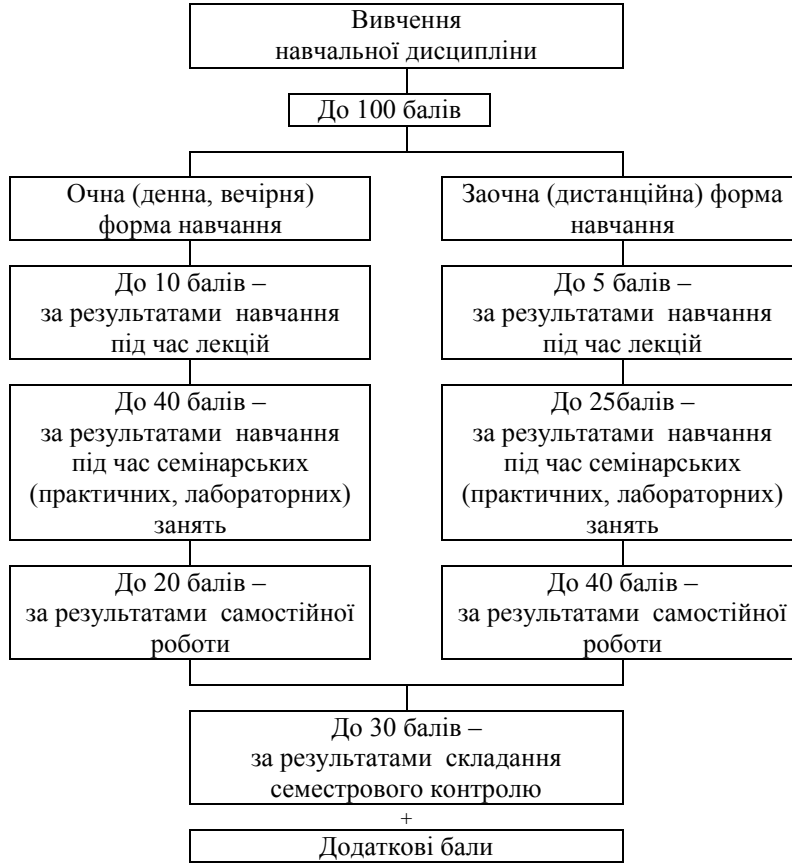 Вивчення
навчальної дисципліни
До 100 балів
Очна (денна, вечірня)
форма навчання
До 10 балів –
за результатами навчання
під час лекцій
До 40 балів –
за результатами навчання
під час семінарських
(практичних, лабораторних)
занять
До 20 балів –
за результатами самостійної
роботи
Заочна (дистанційна) форма
навчання
До 5 балів –
за результатами навчання
під час лекцій
До 25балів –
за результатами навчання
під час семінарських
(практичних, лабораторних)
занять
До 40 балів –
за результатами самостійної
роботи
До 30 балів –
за результатами складання
семестрового контролю
+
Додаткові бали